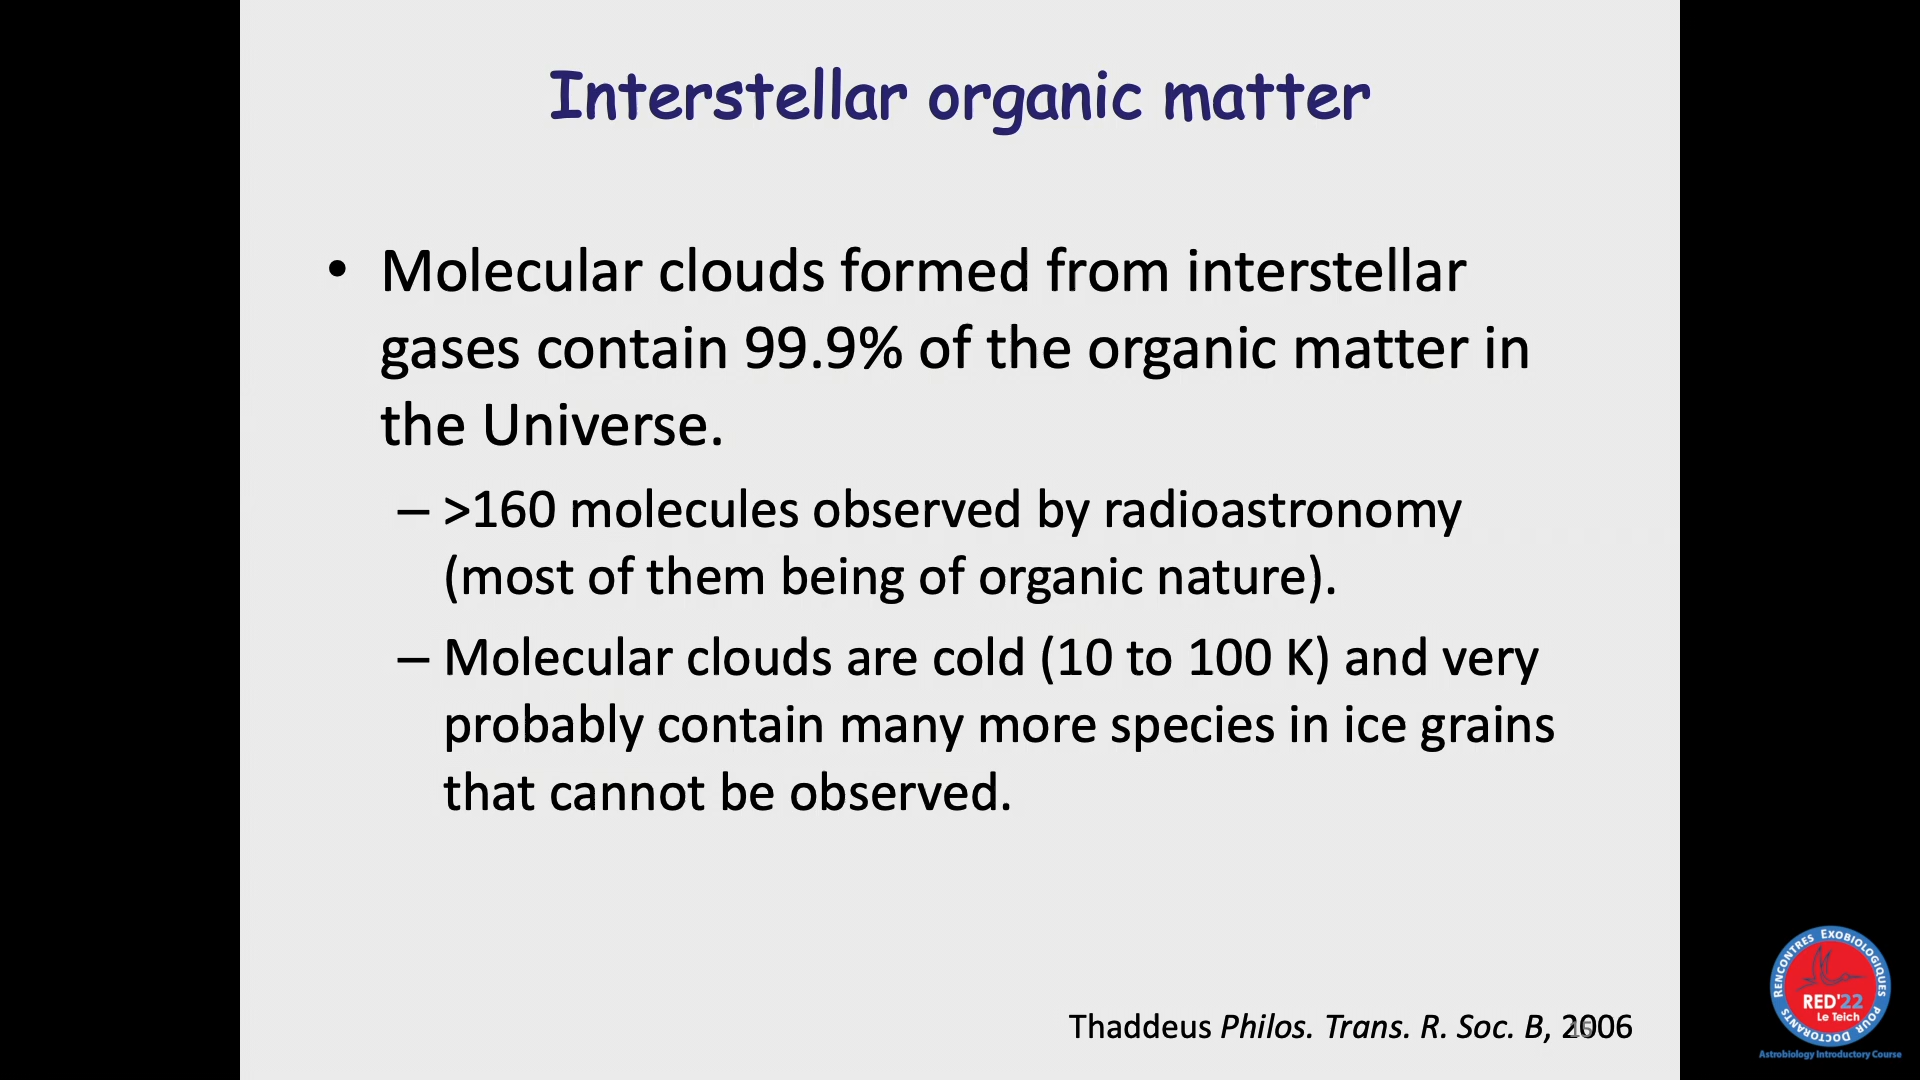 Interstellar organic matter
• Molecular clouds formed from interstellar
gases contain 99.9% of the organic matter in
the Universe.
– >160 molecules observed by radioastronomy
(most of them being of organic nature).
– Molecular clouds are cold (10 to 100 K) and very
probably contain many more species in ice grains
that cannot be observed.
Thaddeus Philos. Trans. R. Soc. B, 2006
RENCONTRES EXOBIOLOGIQUES POUR DOCTORANTS
RED'22
Le Teich
Astrobiology Introductory Course